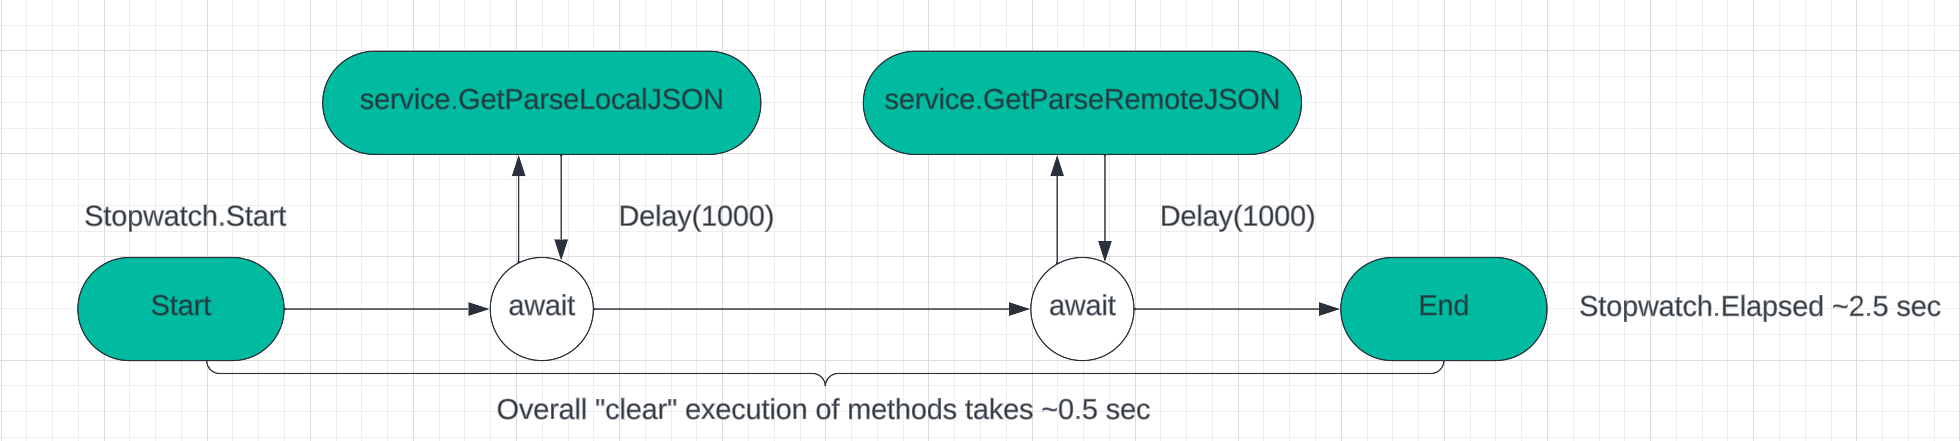 service.GetParseLocalJSON
service.GetParseRemoteJSON
Stopwatch.Start
Delay(1000)
Delay(1000)
Start
await
await
End
Stopwatch.Elapsed ~2.5 sec
Overall "clear" execution of methods takes ~0.5 sec